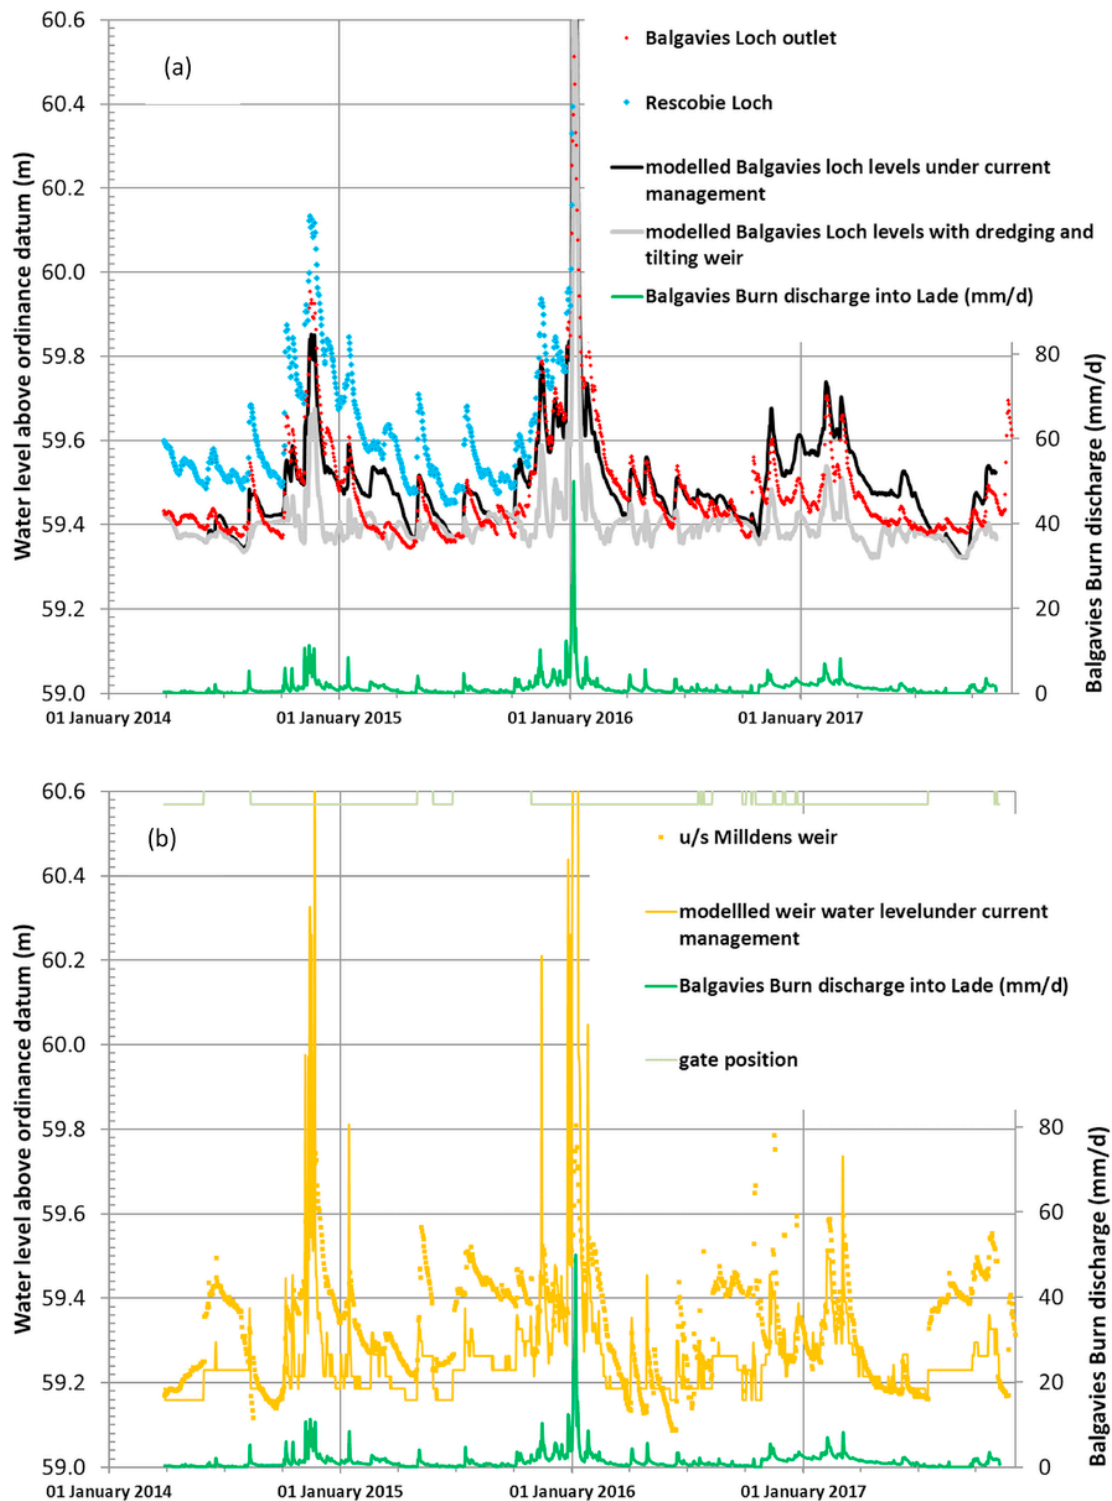 60.6
60.4
60.2
60.0
59.8
59.6
59.4
59.2
59.0
Water level above ordinance datum (m)
(a)
Balgavies Loch outlet
Rescobie Loch
modelled Balgavies loch levels under current
management
modelled Balgavies Loch levels with dredging and
tilting weir
Balgavies Burn discharge into Lade (mm/d)
80
60
40
20
0
Balgavies Burn discharge (mm/d)
01 January 2014
01 January 2015
01 January 2016
01 January 2017
60.6
60.4
60.2
60.0
59.8
59.6
59.4
59.2
59.0
Water level above ordinance datum (m)
(b)
u/s Milldens weir
modellled weir water levelunder current
management
Balgavies Burn discharge into Lade (mm/d)
gate position
80
60
40
20
0
Balgavies Burn discharge (mm/d)
01 January 2014
01 January 2015
01 January 2016
01 January 2017